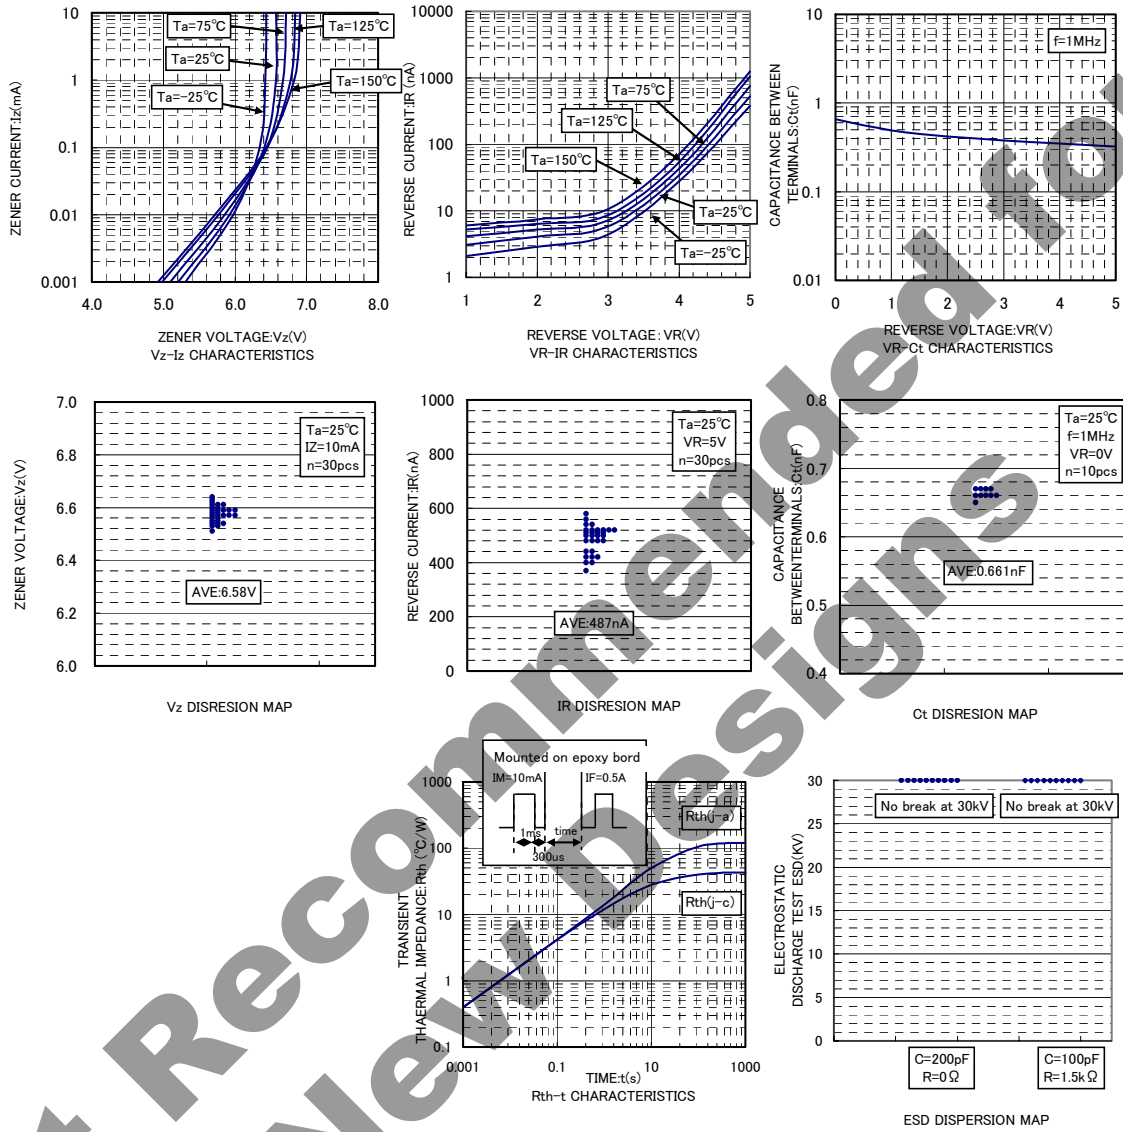 10
1
0.1
0.01
0.001
4.0 5.0 6.0 7.0 8.0
ZENER CURRENT:Iz(mA)
Ta=75℃
Ta=125℃
Ta=25℃
Ta=150℃
Ta=-25℃
ZENER VOLTAGE:Vz(V)
Vz-Iz CHARACTERISTICS
10000
1000
100
10
1
1 2 3 4 5
REVERSE CURRENT:IR (nA)
Ta=75℃
Ta=125℃
Ta=150℃
Ta=25℃
Ta=-25℃
REVERSE VOLTAGE:VR(V)
VR-IR CHARACTERISTICS
10
1
0.1
0.01
0 1 2 3 4 5
CAPACITANCE BETWEEN
TERMINALS:Ct(nF)
f=1MHz
REVERSE VOLTAGE:VR(V)
VR-Ct CHARACTERISTICS
7.0
6.8
6.6
6.4
6.2
6.0
ZENER VOLTAGE:Vz(V)
Ta=25℃
IZ=10mA
n=30pcs
AVE:6.58V
Vz DISRESION MAP
1000
800
600
400
200
0
REVERSE CURRENT:IR(nA)
Ta=25℃
VR=5V
n=30pcs
AVE:487nA
IR DISRESION MAP
0.8
0.7
0.6
0.5
0.4
CAPACITANCE
BETWEENTERMINALS:Ct(nF)
Ta=25℃
f=1MHz
VR=0V
n=10pcs
AVE:0.661nF
Ct DISRESION MAP
1000
100
10
1
0.1
0.001 0.1 10 1000
TRANSIENT
THAERMAL IMPEDANCE:Rth (℃/W)
Mounted on epoxy bord
IM=10mA IF=0.5A
1ms time
300us
Rth(j-a)
Rth(j-c)
TIME:t(s)
Rth-t CHARACTERISTICS
30
25
20
15
10
5
0
ELECTROSTATIC
DISCHARGE TEST ESD(KV)
No break at 30kV No break at 30kV
C=200pF
R=0Ω
C=100pF
R=1.5kΩ
ESD DISPERSION MAP
t Recommended fo
New Designs